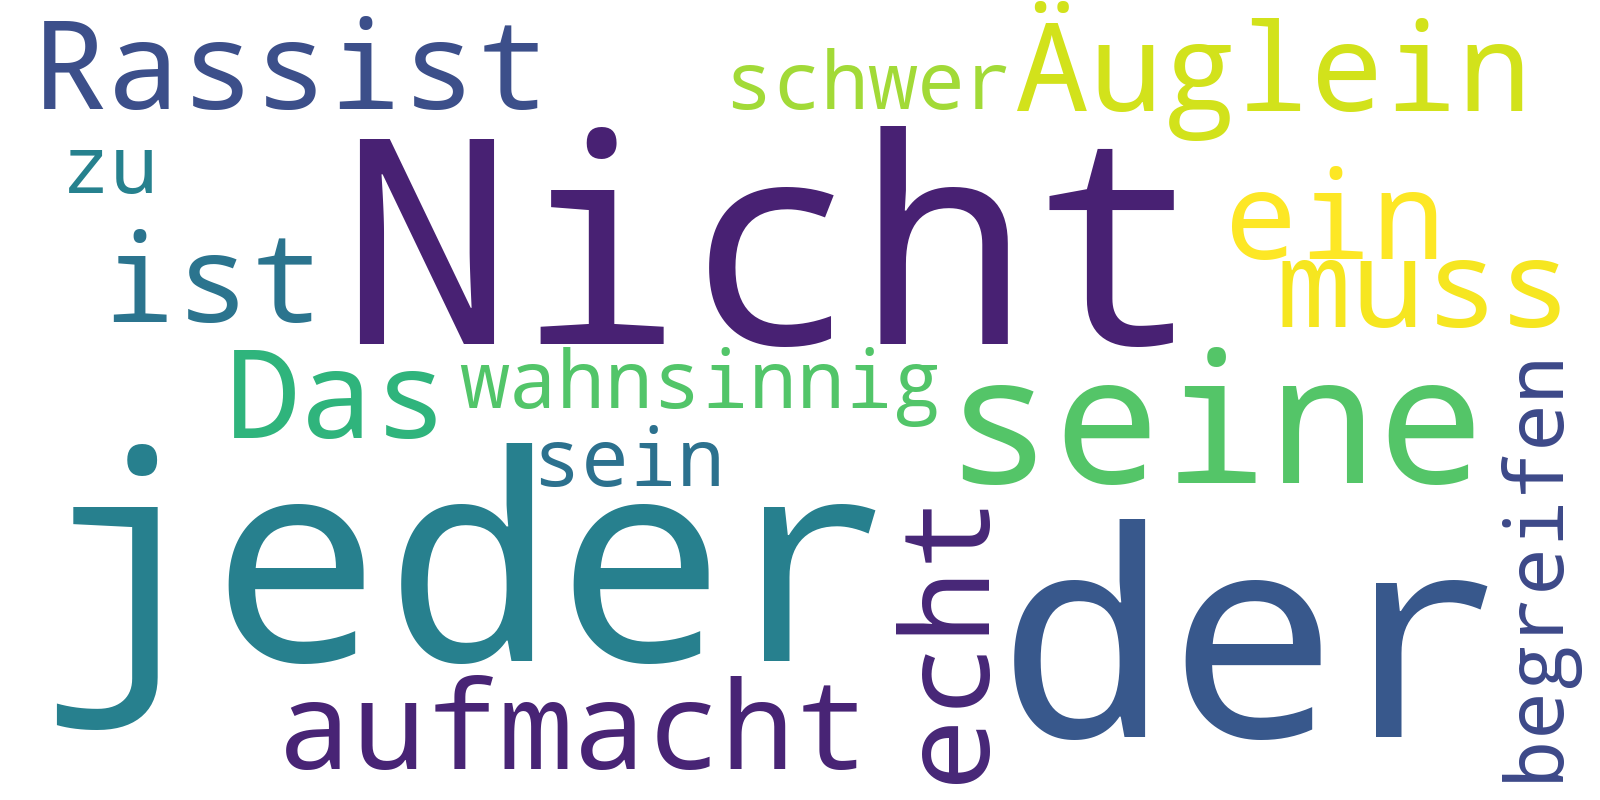 Rassist
schwer
Äuglein
zu
Nicht
ein
ist
muss
Das
wahnsinnig
seine
begreifen
sein
jeder
echt
der
aufmacht